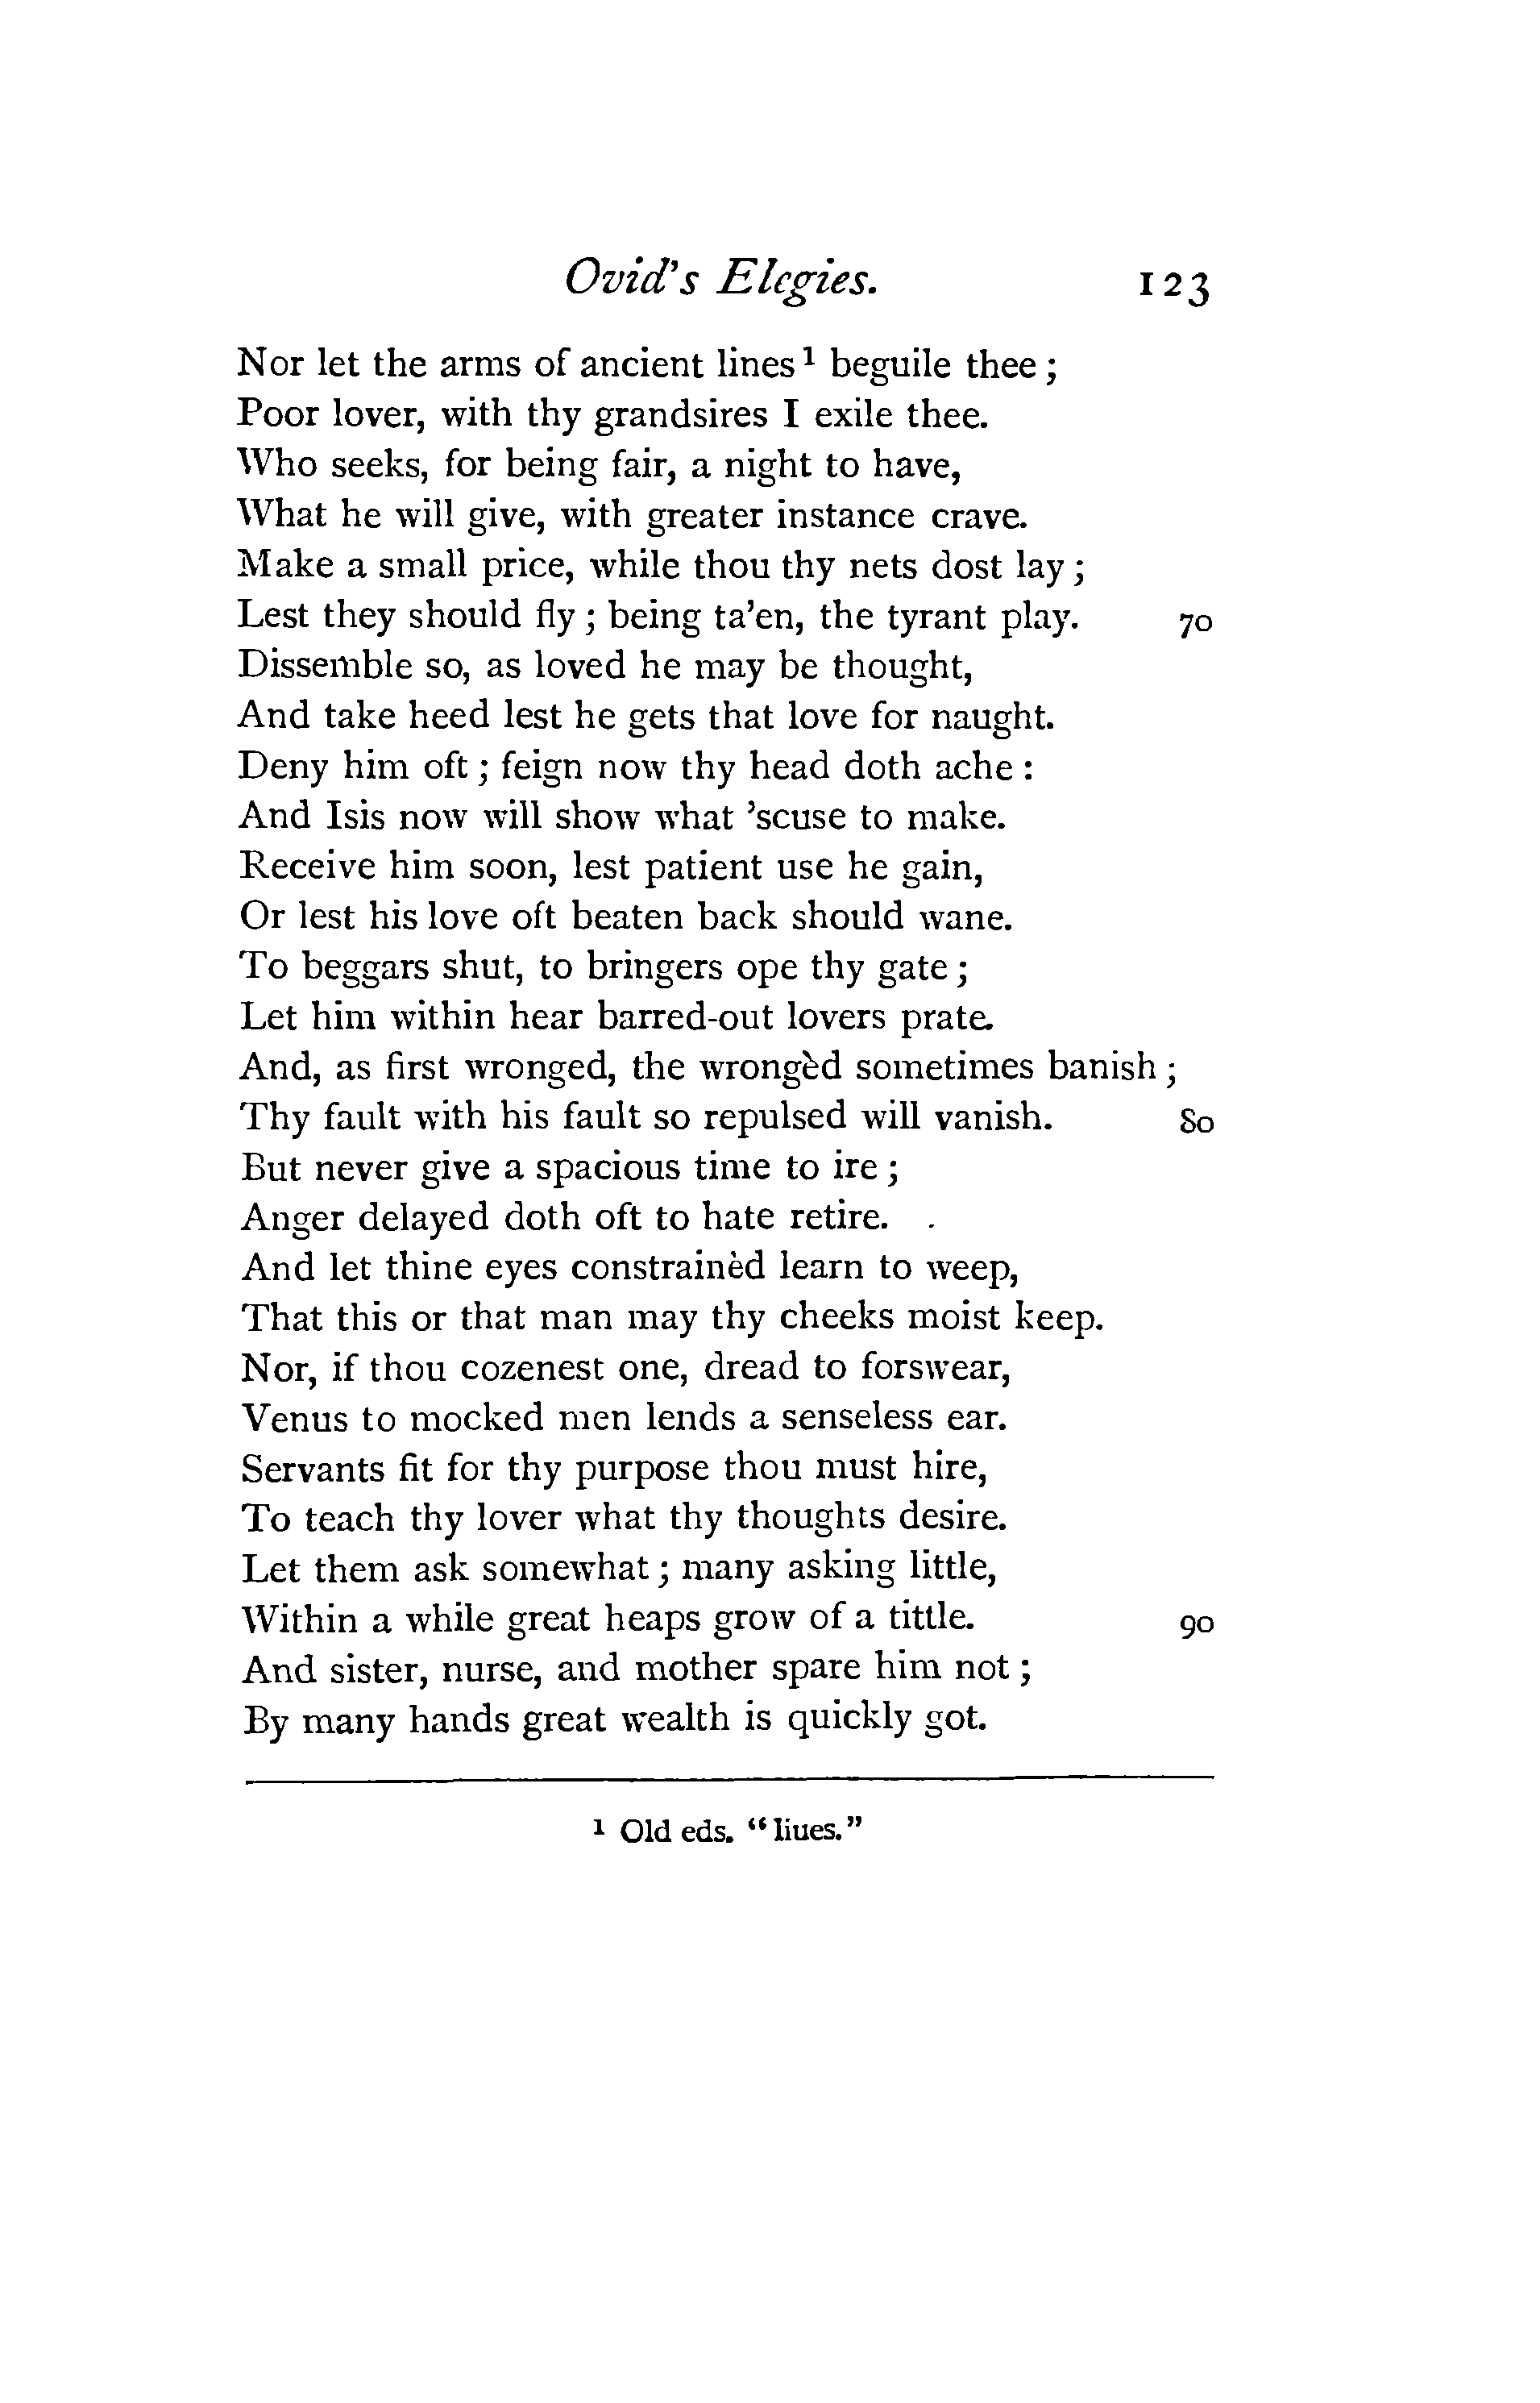 Ovid's Elegies. 123
Nor let the arms of ancient lines¹ beguile thee;
Poor lover, with thy grandsires I exile thee.
Who seeks, for being fair, a night to have,
What he will give, with greater instance crave.
Make a small price, while thou thy nets dost lay;
Lest they should fly; being ta'en, the tyrant play. 70
Dissemble so, as loved he may be thought,
And take heed lest he gets that love for naught.
Deny him oft; feign now thy head doth ache:
And Isis now will show what 'scuse to make.
Receive him soon, lest patient use he gain,
Or lest his love oft beaten back should wane.
To beggars shut, to bringers ope thy gate;
Let him within hear barred-out lovers prate.
And, as first wronged, the wrongèd sometimes banish;
Thy fault with his fault so repulsed will vanish. 80
But never give a spacious time to ire;
Anger delayed doth oft to hate retire.
And let thine eyes constrainèd learn to weep,
That this or that man may thy cheeks moist keep.
Nor, if thou cozenest one, dread to forswear,
Venus to mocked men lends a senseless ear.
Servants fit for thy purpose thou must hire,
To teach thy lover what thy thoughts desire.
Let them ask somewhat; many asking little,
Within a while great heaps grow of a tittle. 90
And sister, nurse, and mother spare him not;
By many hands great wealth is quickly got.
¹ Old eds. "liues."